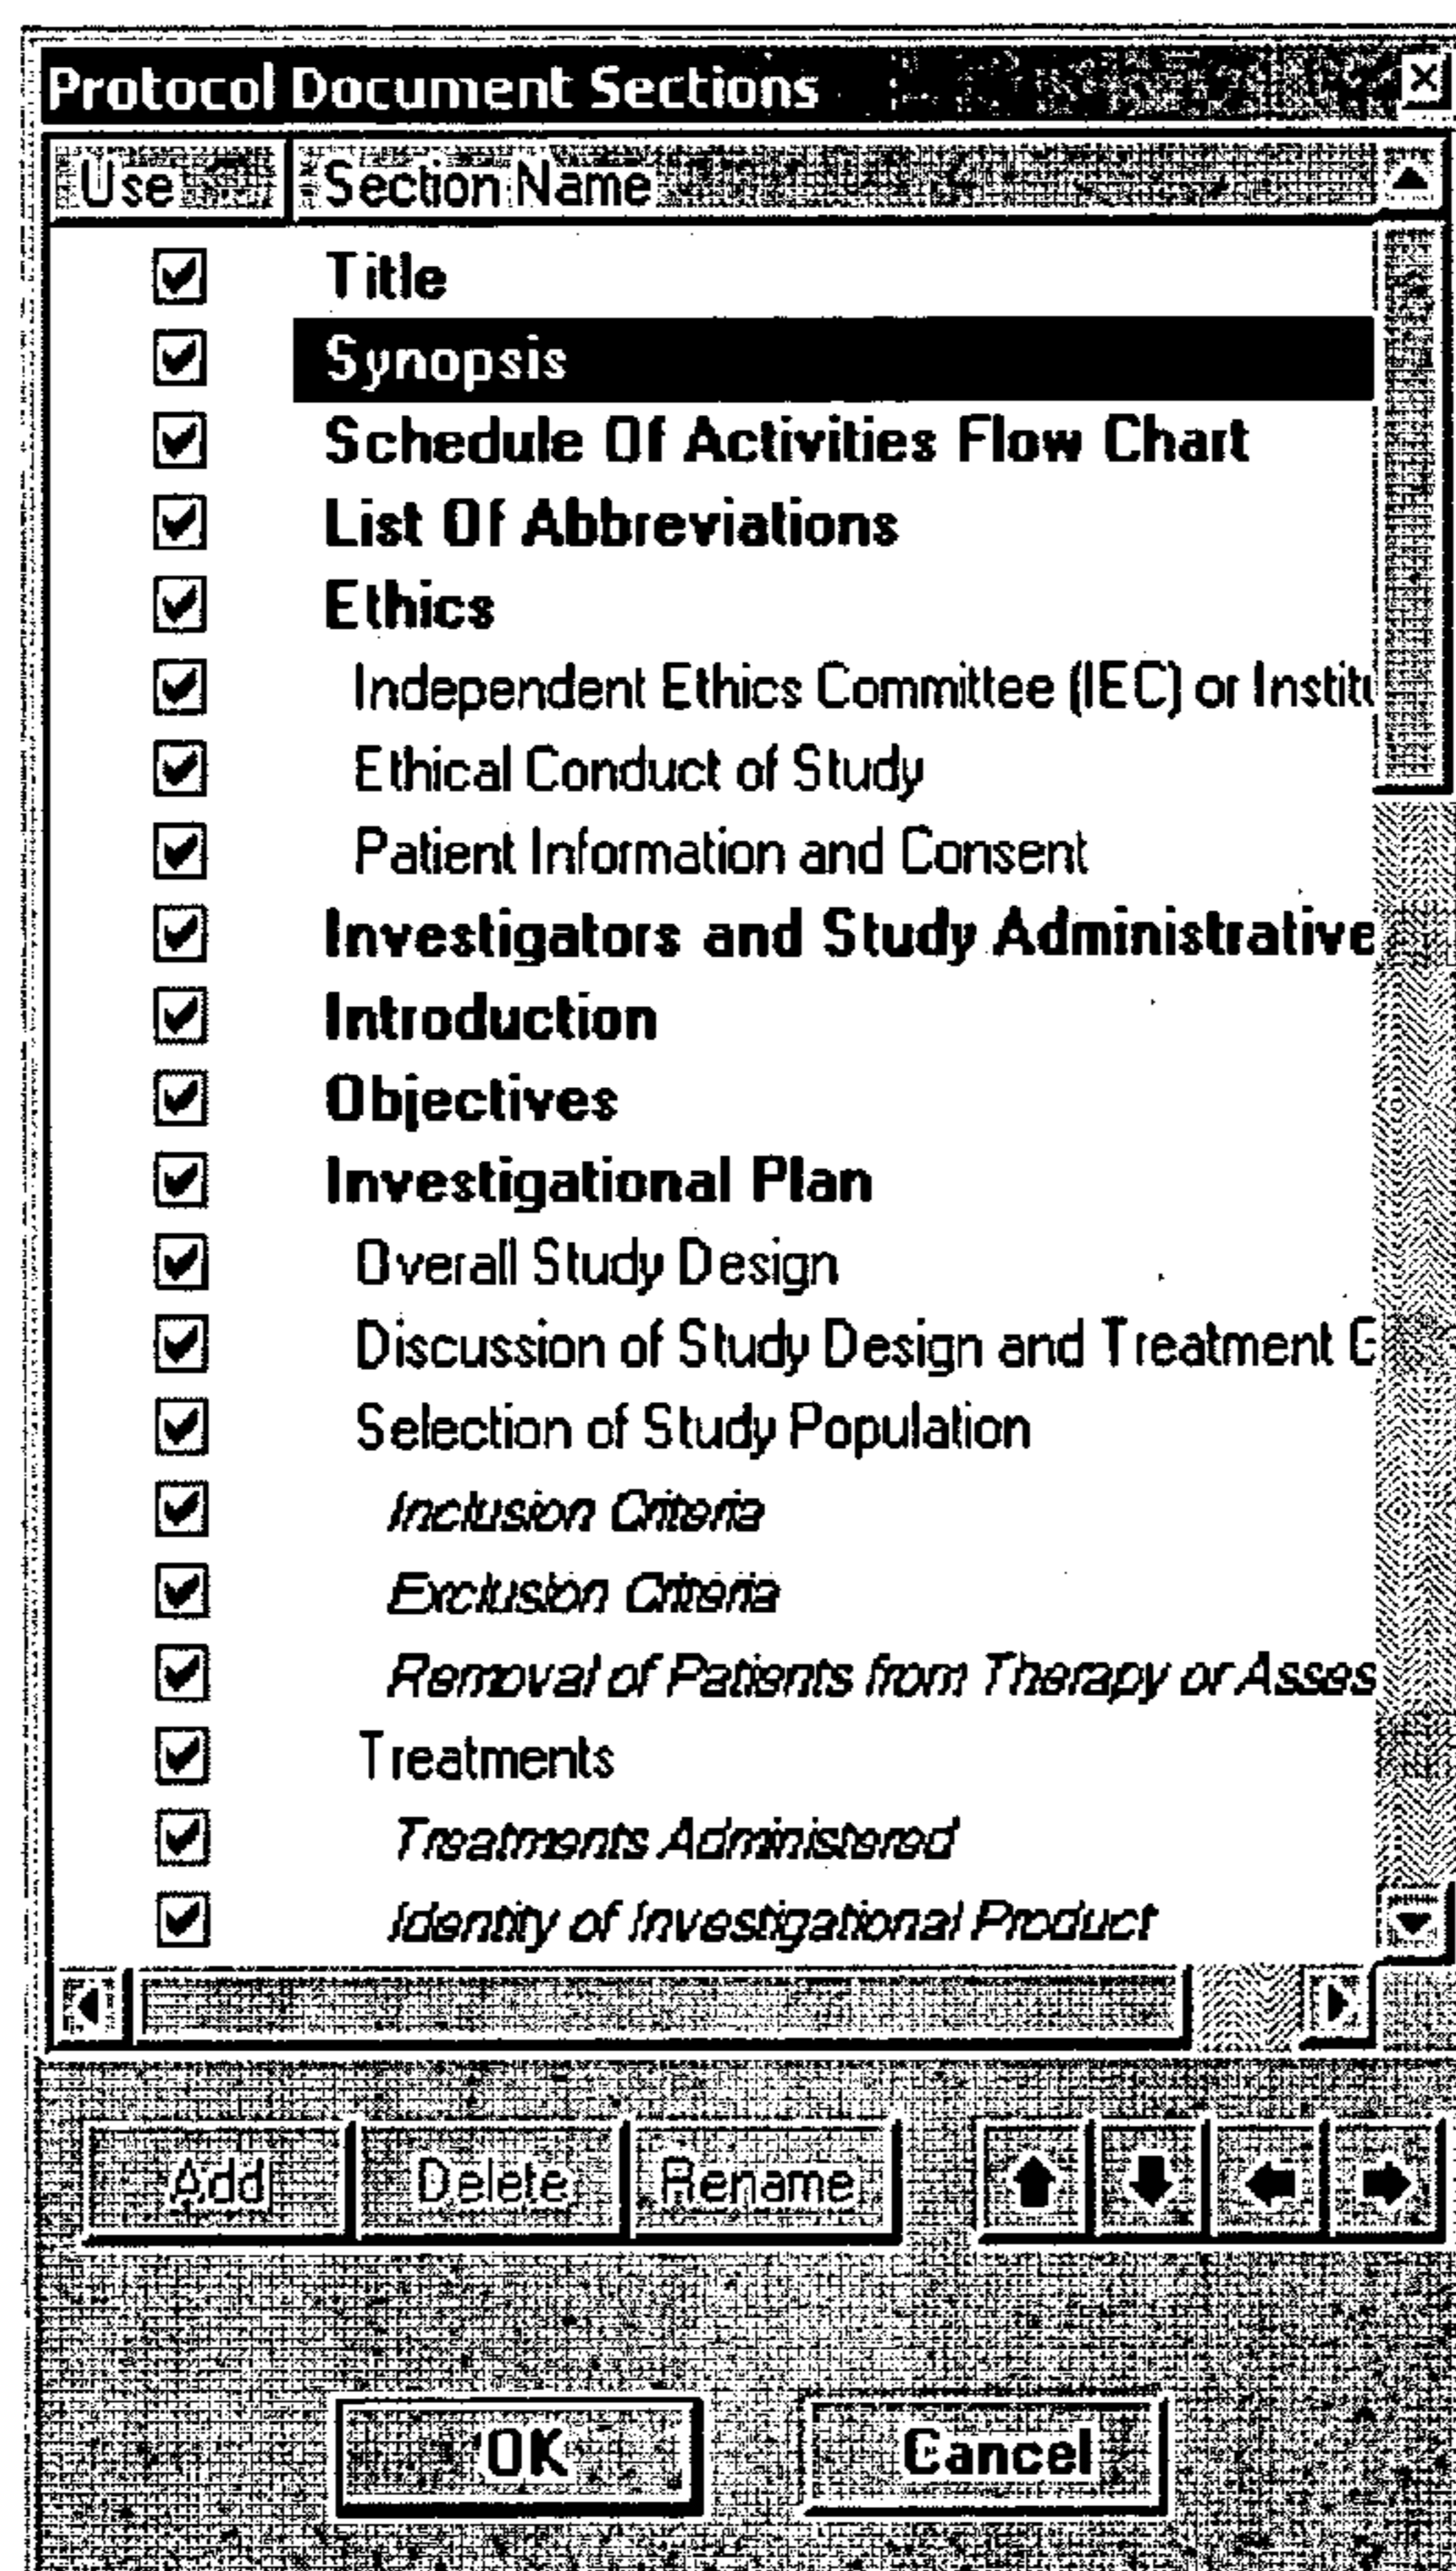 Protocol Document Sections
Use Section Name
Title
Synopsis
Schedule Of Activities Flow Chart
List Of Abbreviations
Ethics
Independent Ethics Committee (IEC) or Institu
Ethical Conduct of Study
Patient Information and Consent
Investigators and Study Administrative
Introduction
Objectives
Investigational Plan
Overall Study Design
Discussion of Study Design and Treatment G
Selection of Study Population
Inclusion Criteria
Exclusion Criteria
Removal of Patients from Therapy or Asses
Treatments
Treatments Administered
Identity of Investigational Product
Add Delete Rename
OK Cancel